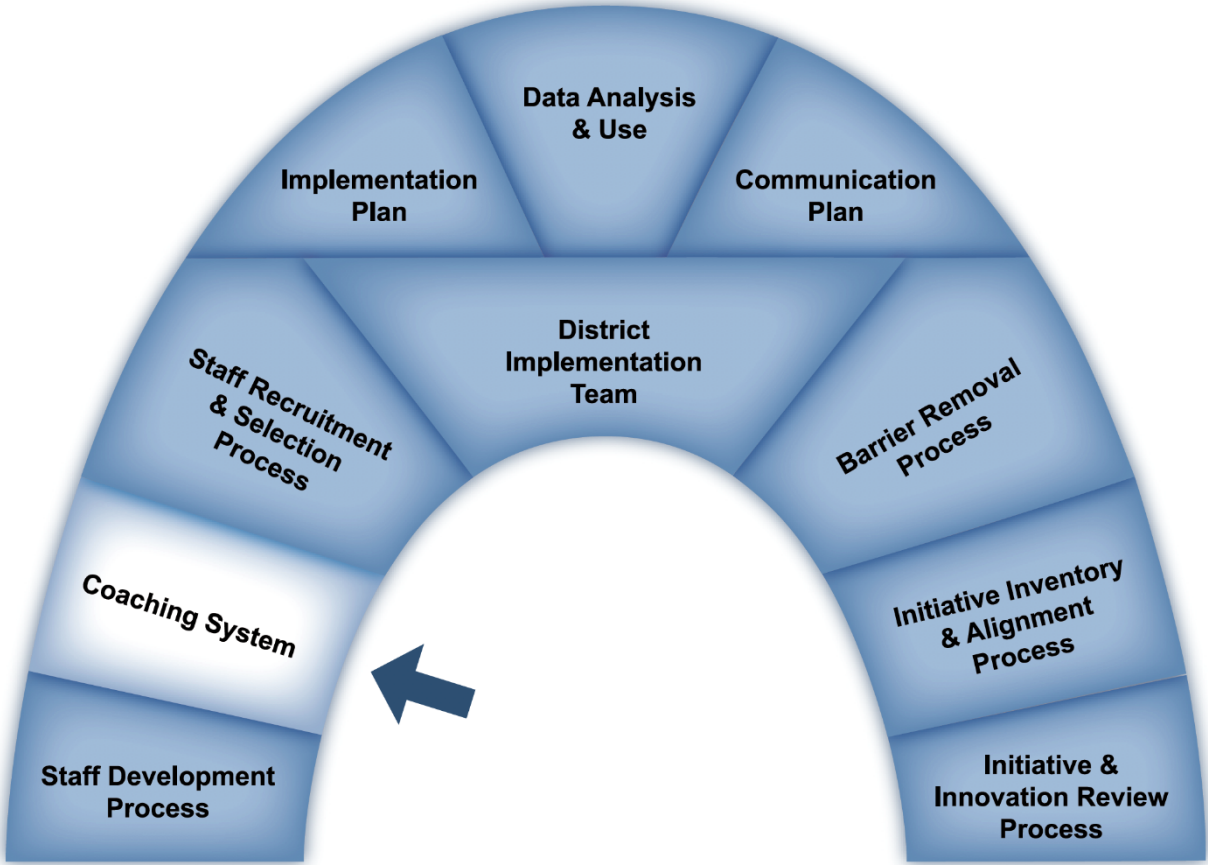 Data Analysis
& Use
Implementation
Plan
Communication
Plan
District
Implementation
Team
Staff Recruitment
& Selection
Process
Barrier Removal
Process
Coaching System
Initiative Inventory
& Alignment
Process
Staff Development
Process
Initiative &
Innovation Review
Process